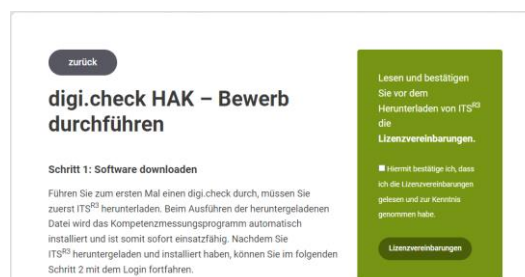 zurück
digi.check HAK – Bewerb
durchführen
Schritt 1: Software downloaden
Führen Sie zum ersten Mal einen digi.check durch, müssen Sie
zuerst ITSR3 herunterladen. Beim Ausführen der heruntergeladenen
Datei wird das Kompetenzmessungsprogramm automatisch
installiert und ist somit sofort einsatzfähig. Nachdem Sie
ITSR3 heruntergeladen und installiert haben, können Sie im folgenden
Schritt 2 mit dem Login fortfahren.
Lesen und bestätigen
Sie vor dem
Herunterladen von ITSR3
die
Lizenzvereinbarungen.
Hiermit bestätige ich, dass
ich die Lizenzvereinbarungen
gelesen und zur Kenntnis
genommen habe.
Lizenzvereinbarungen